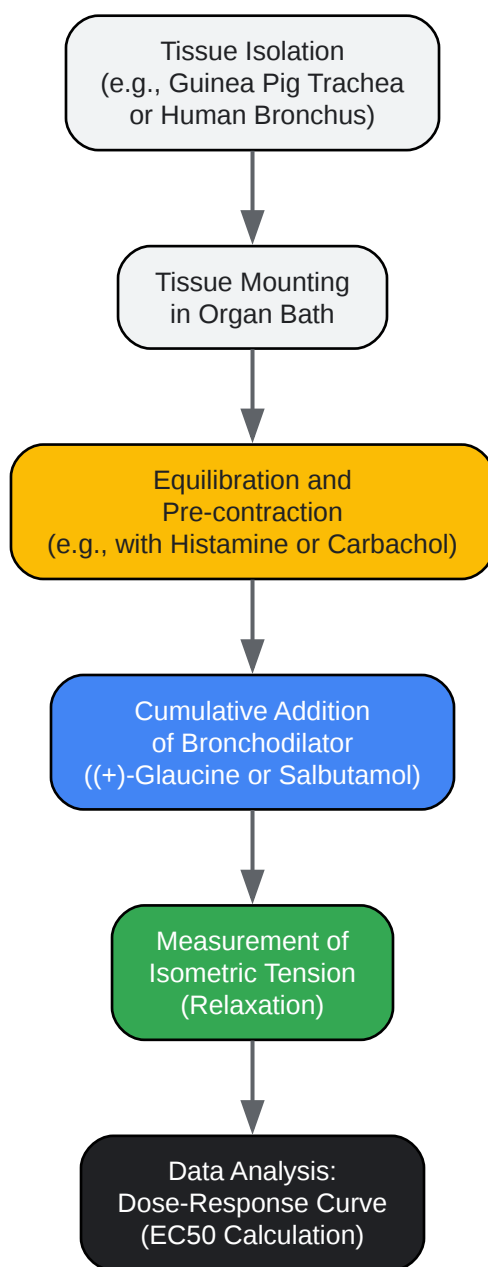 Tissue Isolation
(e.g., Guinea Pig Trachea
or Human Bronchus)
Tissue Mounting
in Organ Bath
Equilibration and
Pre-contraction
(e.g., with Histamine or Carbachol)
Cumulative Addition
of Bronchodilator
((+)-Glaucine or Salbutamol)
Measurement of
Isometric Tension
(Relaxation)
Data Analysis:
Dose-Response Curve
(EC50 Calculation)